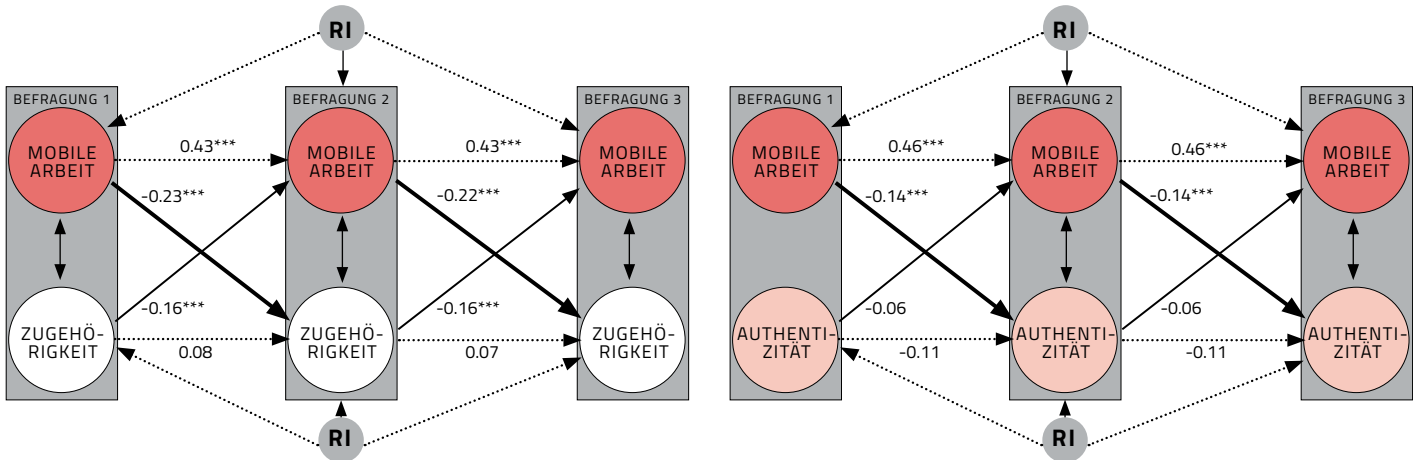 RI
BEFRAGUNG 1
BEFRAGUNG 2
BEFRAGUNG 3
MOBILE
ARBEIT
0.43***
MOBILE
ARBEIT
0.43***
MOBILE
ARBEIT
-0.23***
-0.22***
-0.16***
-0.16***
ZUGEHÖ-
RIGKEIT
0.08
ZUGEHÖ-
RIGKEIT
0.07
ZUGEHÖ-
RIGKEIT
RI
RI
BEFRAGUNG 1
BEFRAGUNG 2
BEFRAGUNG 3
MOBILE
ARBEIT
0.46***
MOBILE
ARBEIT
0.46***
MOBILE
ARBEIT
-0.14***
-0.14***
-0.06
-0.06
AUTHENTI-
ZITÄT
-0.11
AUTHENTI-
ZITÄT
-0.11
AUTHENTI-
ZITÄT
RI